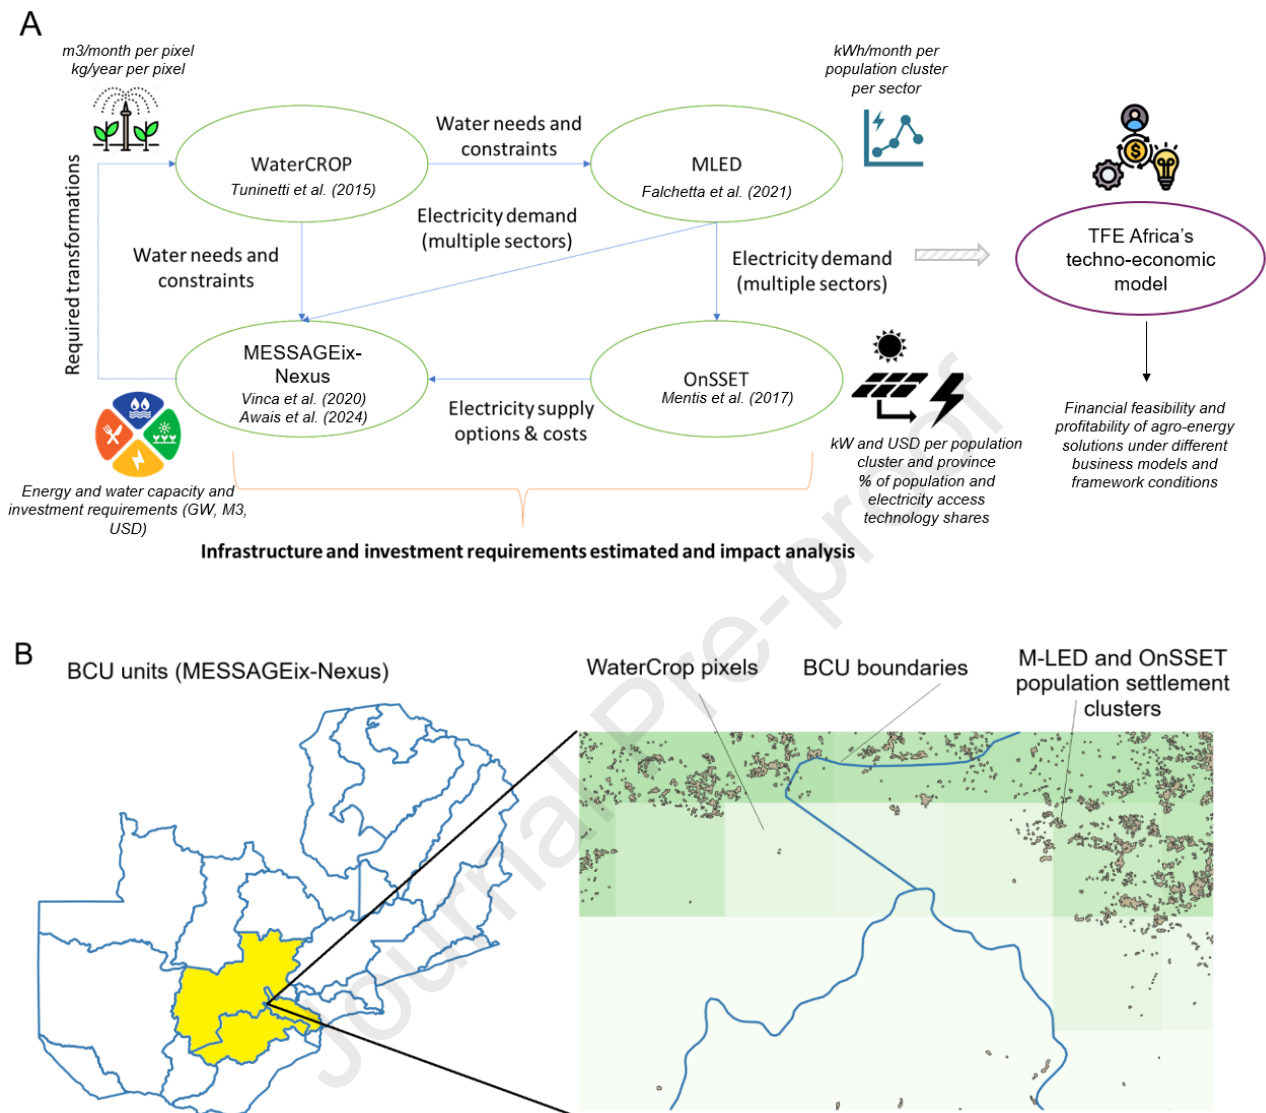 A
m3/month per pixel
kg/year per pixel
kWh/month per
population cluster
per sector
Required transformations
WaterCROP
Tuninetti et al. (2015)
Water needs and
constraints
MLED
Falchetta et al. (2021)
Electricity demand
(multiple sectors)
Water needs and
constraints
Electricity demand
(multiple sectors)
TFE Africa's
techno-economic
model
MESSAGEix-
Nexus
Vinca et al. (2020)
Awais et al. (2024)
Electricity supply
options & costs
OnSSET
Mentis et al. (2017)
Energy and water capacity and
investment requirements (GW, M3,
USD)
kW and USD per population
cluster and province
% of population and
electricity access
technology shares
Financial feasibility and
profitability of agro-energy
solutions under different
business models and
framework conditions
Infrastructure and investment requirements estimated and impact analysis
B
BCU units (MESSAGEix-Nexus)
WaterCrop pixels
BCU boundaries
M-LED and OnSSET
population settlement
clusters
Journal Pre-proof